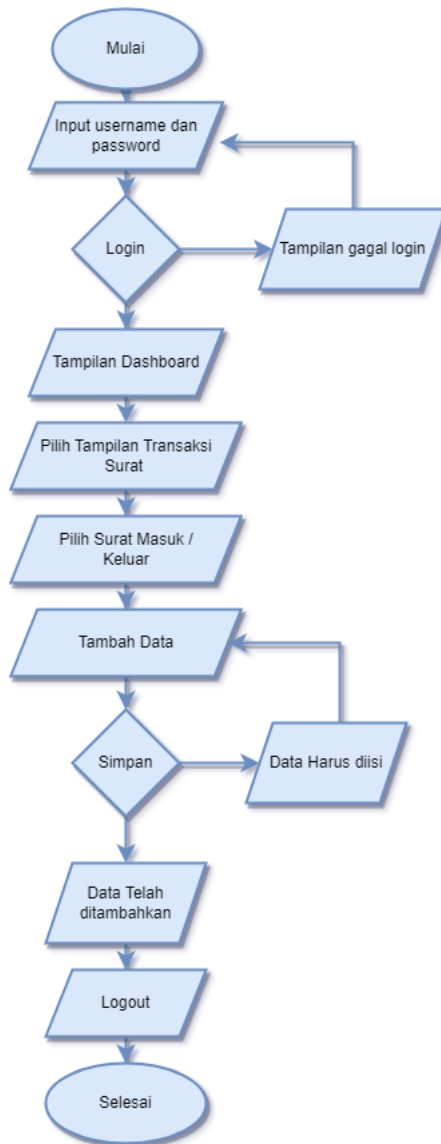 Mulai
Input username dan
password
Login
Tampilan gagal login
Tampilan Dashboard
Pilih Tampilan Transaksi
Surat
Pilih Surat Masuk /
Keluar
Tambah Data
Simpan
Data Harus diisi
Data Telah
ditambahkan
Logout
Selesai